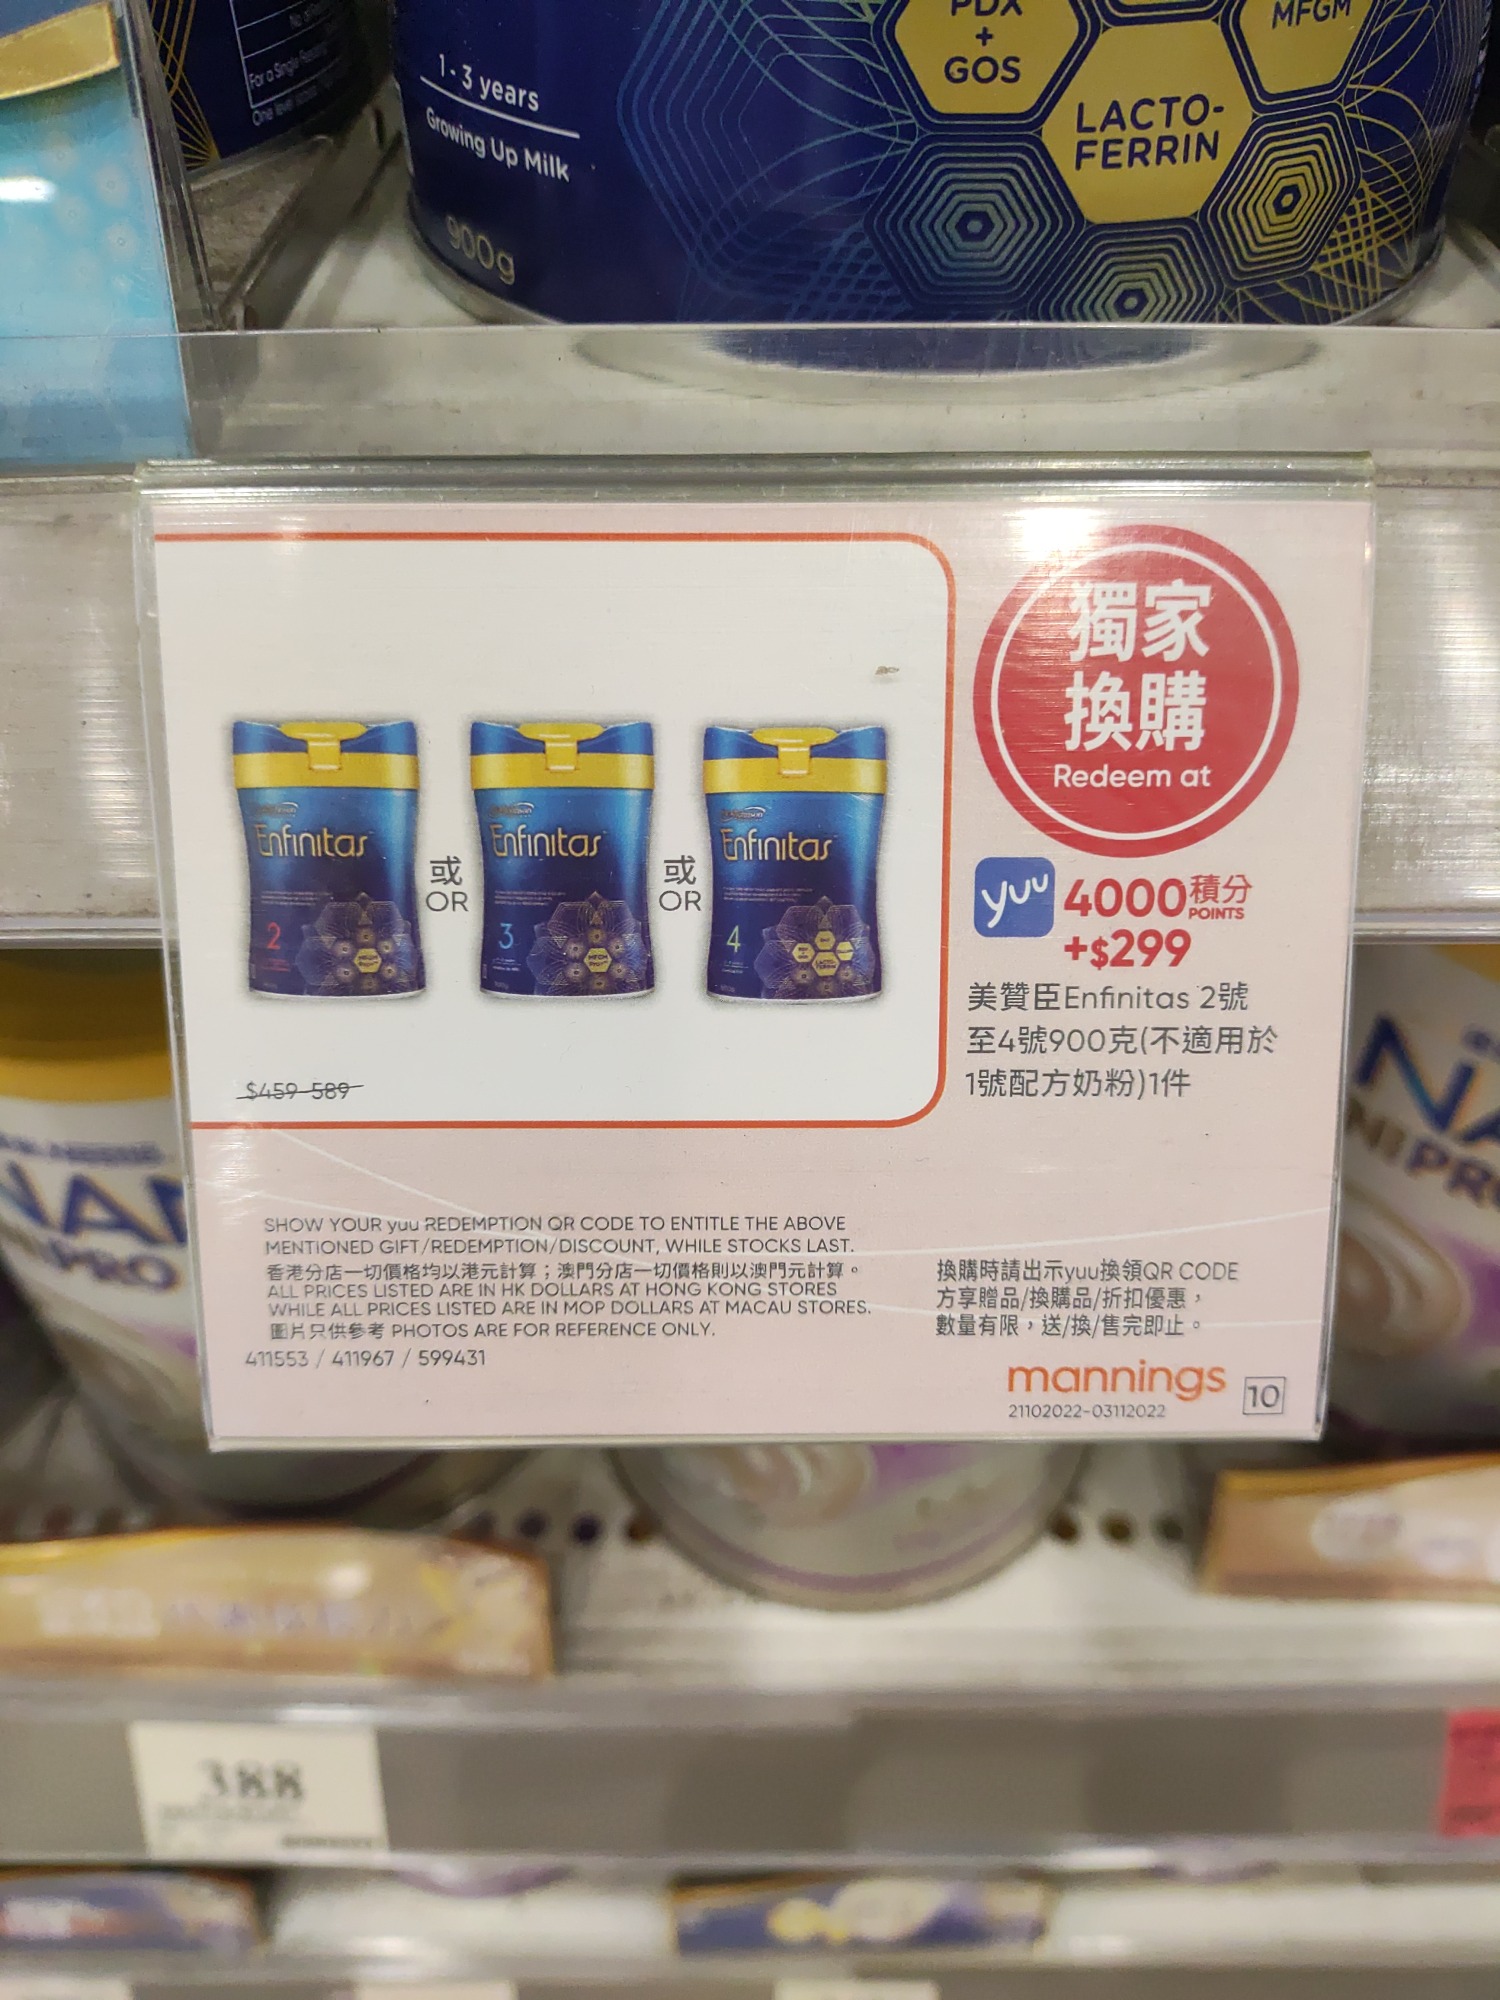 For a Single Feeding
PDX
+
GOS
MFGM
LACTO-
FERRIN
1 - 3 years
Growing Up Milk
900g
獨家
換購
Redeem at
yuu 4000積分
POINTS
+$299
美贊臣Enfinitas 2號
至4號900克(不適用於
1號配方奶粉)1件
Enfinitas
2
或
OR
Enfinitas
3
或
OR
Enfinitas
4
$459-589
SHOW YOUR yuu REDEMPTION QR CODE TO ENTITLE THE ABOVE
MENTIONED GIFT/REDEMPTION/DISCOUNT, WHILE STOCKS LAST.
香港分店一切價格均以港元計算；澳門分店一切價格則以澳門元計算。
ALL PRICES LISTED ARE IN HK DOLLARS AT HONG KONG STORES
WHILE ALL PRICES LISTED ARE IN MOP DOLLARS AT MACAU STORES.
圖片只供參考 PHOTOS ARE FOR REFERENCE ONLY.
411553 / 411967 / 599431
換購時請出示yuu換領QR CODE
方享贈品/換購品/折扣優惠，
數量有限，送/換/售完即止。
mannings
21102022-03112022
10
NAN
PRO
NA
PRO
388